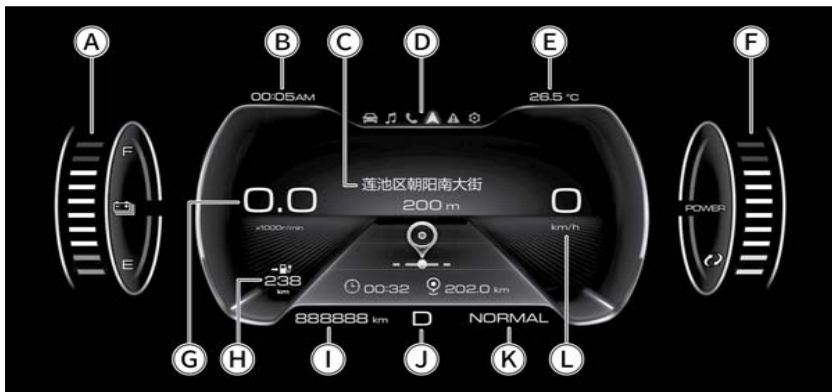 A
B
C
D
E
F
00:05AM
26.5 °C
F
莲池区朝阳南大街
200 m
0.0
0
x1000r/min
km/h
POWER
E
238
km
00:32
202.0 km
888888 km
D
NORMAL
G
H
I
J
K
L